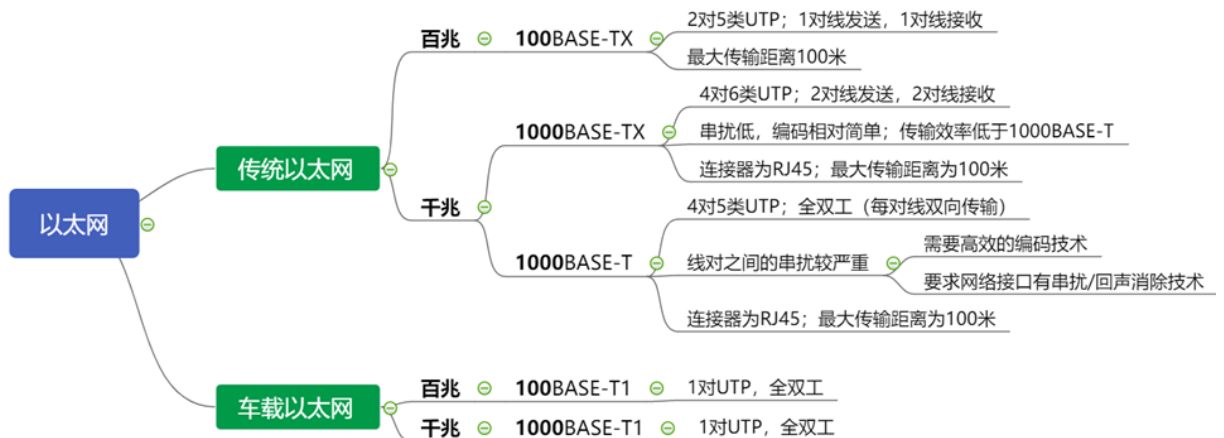 以太网
传统以太网
百兆
100BASE-TX
2对5类UTP；1对线发送，1对线接收
最大传输距离100米
千兆
1000BASE-TX
4对6类UTP；2对线发送，2对线接收
串扰低，编码相对简单；传输效率低于1000BASE-T
连接器为RJ45；最大传输距离为100米
1000BASE-T
4对5类UTP；全双工（每对线双向传输）
线对之间的串扰较严重
需要高效的编码技术
要求网络接口有串扰/回声消除技术
连接器为RJ45；最大传输距离为100米
车载以太网
百兆
100BASE-T1
1对UTP，全双工
千兆
1000BASE-T1
1对UTP，全双工